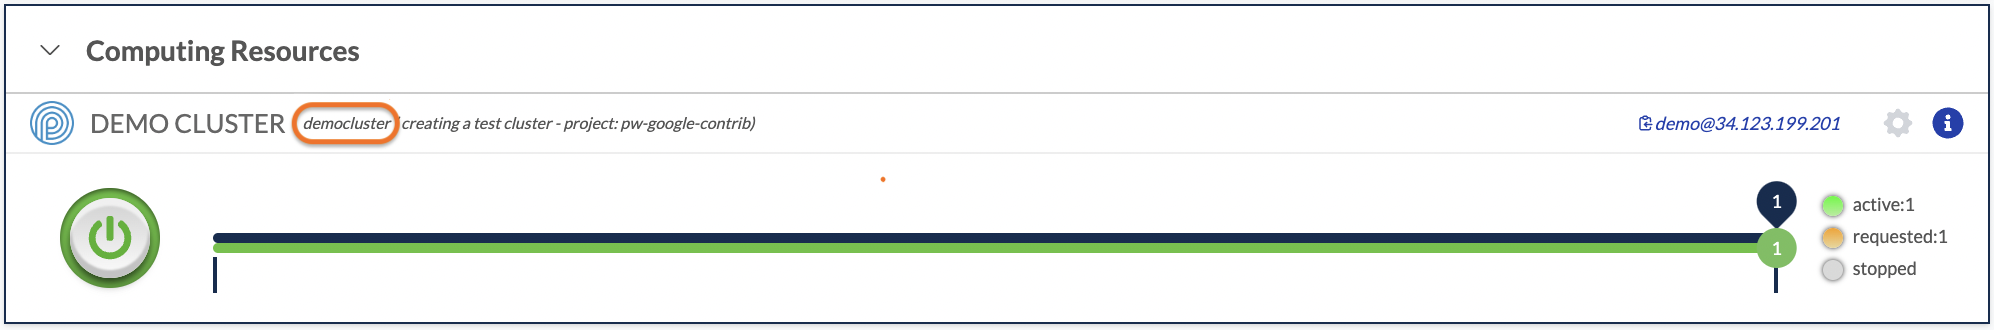 Computing Resources
DEMO CLUSTER democluster creating a test cluster - project: pw-google-contrib) demo@34.123.199.201
1
1
active:1
requested:1
stopped